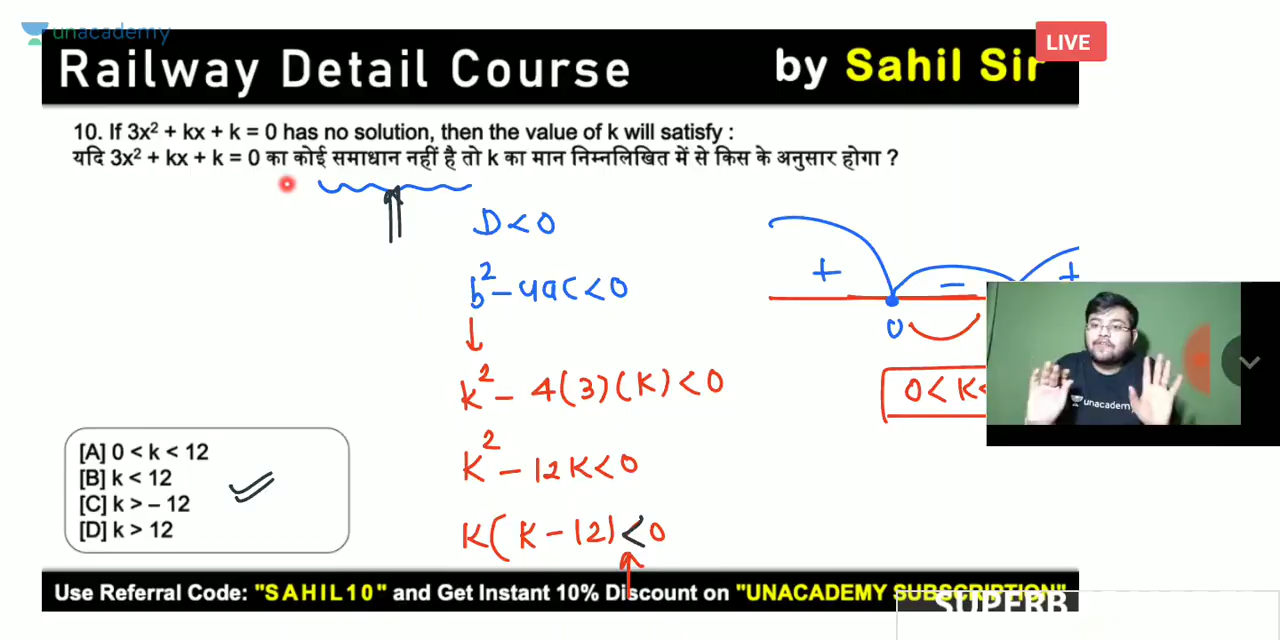 unacademy
LIVE
Railway Detail Course
by Sahil Sir
10. If 3x² + kx + k = 0 has no solution, then the value of k will satisfy :
यदि 3x² + kx + k = 0 का कोई समाधान नहीं है तो k का मान निम्नलिखित में से किस के अनुसार होगा ?
D < 0
b² - 4ac < 0
k² - 4(3)(k) < 0
k² - 12k < 0
k(k - 12) < 0
+ - +
0
0 < k <
unacademy
[A] 0 < k < 12
[B] k < 12
[C] k > – 12
[D] k > 12
Use Referral Code: "SAHIL10" and Get Instant 10% Discount on "UNACADEMY SUBSCRIPTION"
SUPERB